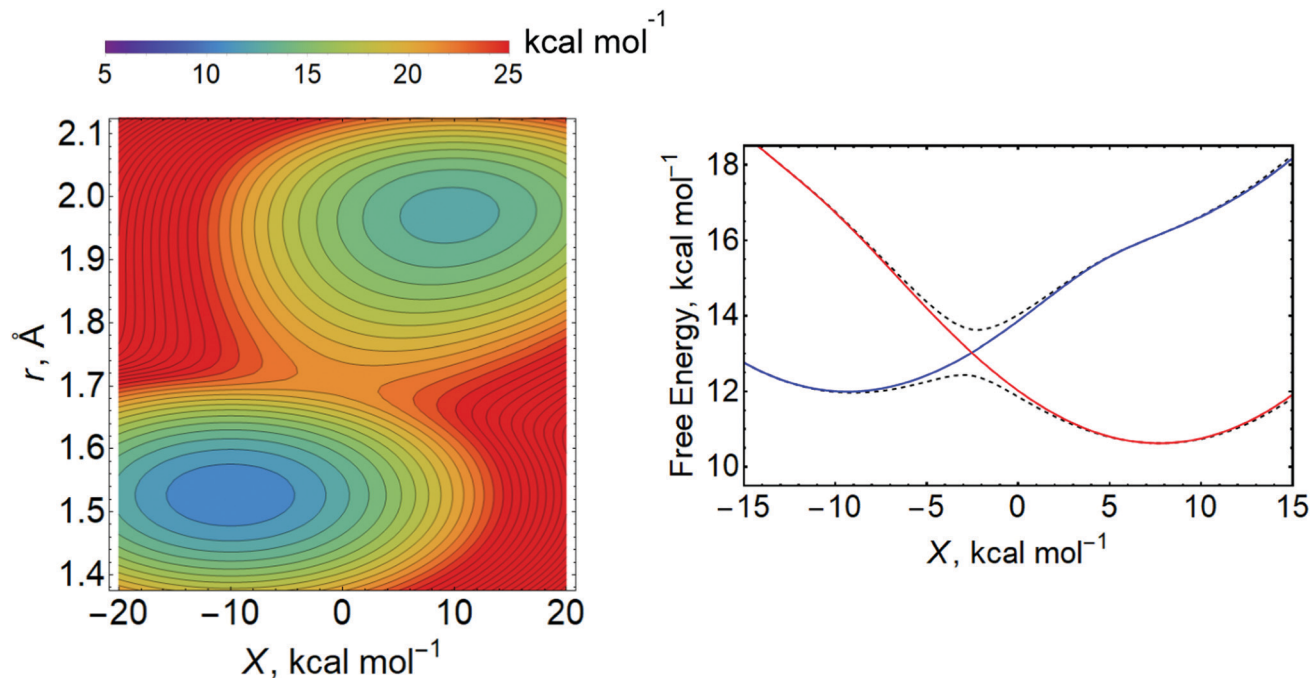 kcal mol⁻¹
5 10 15 20 25
2.1
2.0
1.9
1.8
1.7
1.6
1.5
1.4
r, Å
−20 −10 0 10 20
X, kcal mol⁻¹
18
16
14
12
10
Free Energy, kcal mol⁻¹
−15 −10 −5 0 5 10 15
X, kcal mol⁻¹